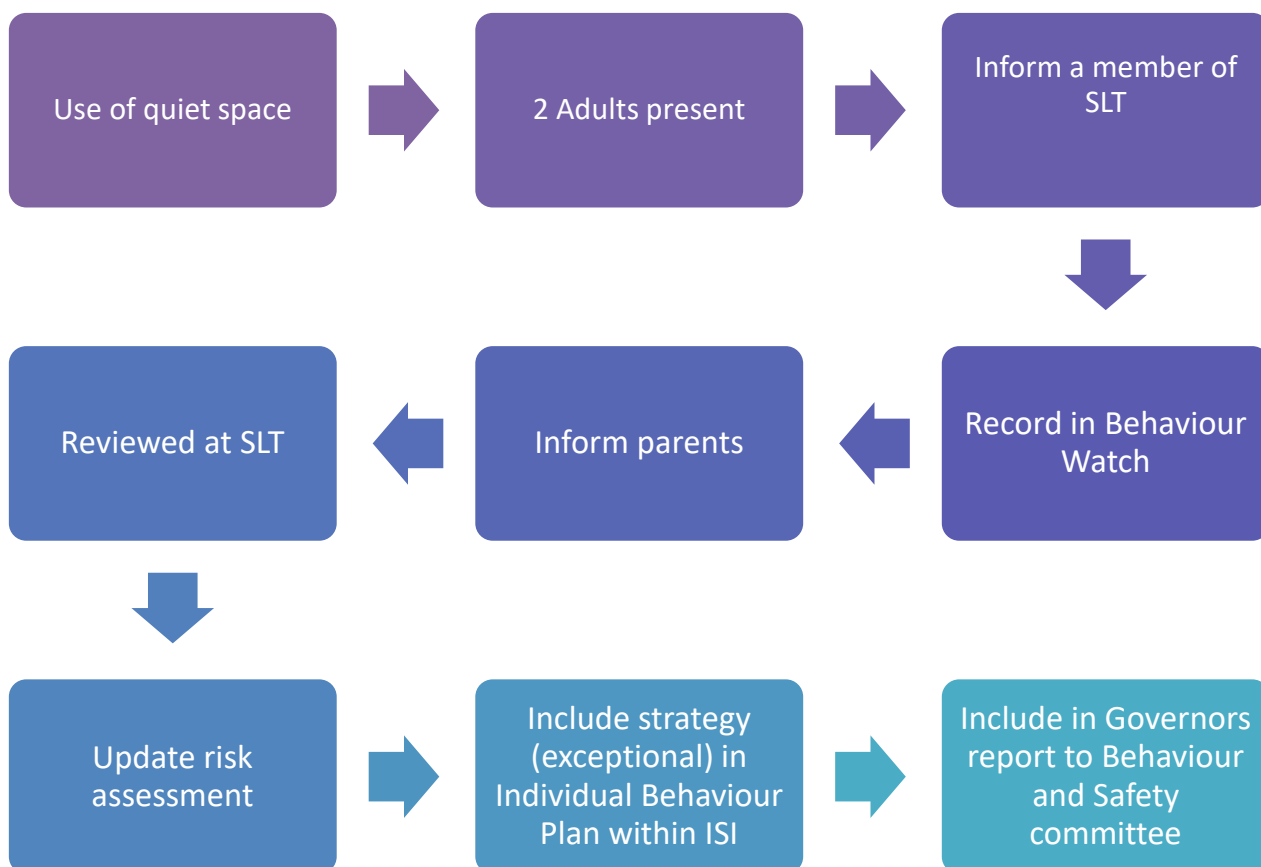 Use of quiet space
2 Adults present
Inform a member of
SLT
Record in Behaviour
Watch
Inform parents
Reviewed at SLT
Update risk
assessment
Include strategy
(exceptional) in
Individual Behaviour
Plan within ISI
Include in Governors
report to Behaviour
and Safety
committee